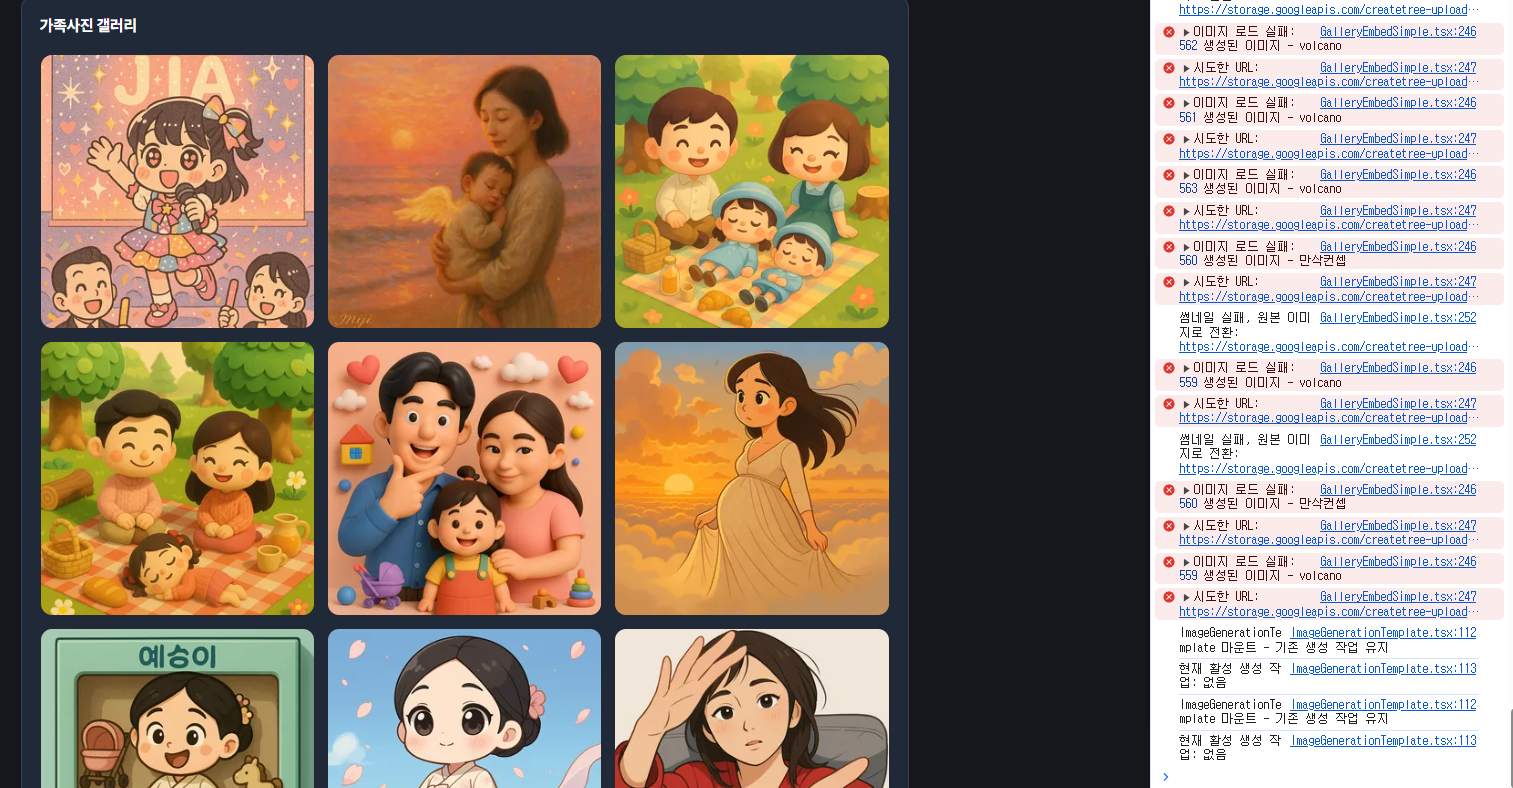 가족사진 갤러리
JIA
Miji
예승이
https://storage.googleapis.com/createtree-upload…
이미지 로드 실패: GalleryEmbedSimple.tsx:246
562 생성된 이미지 - volcano
시도한 URL: GalleryEmbedSimple.tsx:247
https://storage.googleapis.com/createtree-upload…
이미지 로드 실패: GalleryEmbedSimple.tsx:246
561 생성된 이미지 - volcano
시도한 URL: GalleryEmbedSimple.tsx:247
https://storage.googleapis.com/createtree-upload…
이미지 로드 실패: GalleryEmbedSimple.tsx:246
563 생성된 이미지 - volcano
시도한 URL: GalleryEmbedSimple.tsx:247
https://storage.googleapis.com/createtree-upload…
이미지 로드 실패: GalleryEmbedSimple.tsx:246
560 생성된 이미지 - 만삭컨셉
시도한 URL: GalleryEmbedSimple.tsx:247
https://storage.googleapis.com/createtree-upload…
썸네일 실패, 원본 이미 GalleryEmbedSimple.tsx:252
지로 전환:
https://storage.googleapis.com/createtree-upload…
이미지 로드 실패: GalleryEmbedSimple.tsx:246
559 생성된 이미지 - volcano
시도한 URL: GalleryEmbedSimple.tsx:247
https://storage.googleapis.com/createtree-upload…
썸네일 실패, 원본 이미 GalleryEmbedSimple.tsx:252
지로 전환:
https://storage.googleapis.com/createtree-upload…
이미지 로드 실패: GalleryEmbedSimple.tsx:246
560 생성된 이미지 - 만삭컨셉
시도한 URL: GalleryEmbedSimple.tsx:247
https://storage.googleapis.com/createtree-upload…
이미지 로드 실패: GalleryEmbedSimple.tsx:246
559 생성된 이미지 - volcano
시도한 URL: GalleryEmbedSimple.tsx:247
https://storage.googleapis.com/createtree-upload…
ImageGenerationTe ImageGenerationTemplate.tsx:112
mplate 마운트 - 기존 생성 작업 유지
현재 활성 생성 작 ImageGenerationTemplate.tsx:113
업: 없음
ImageGenerationTe ImageGenerationTemplate.tsx:112
mplate 마운트 - 기존 생성 작업 유지
현재 활성 생성 작 ImageGenerationTemplate.tsx:113
업: 없음